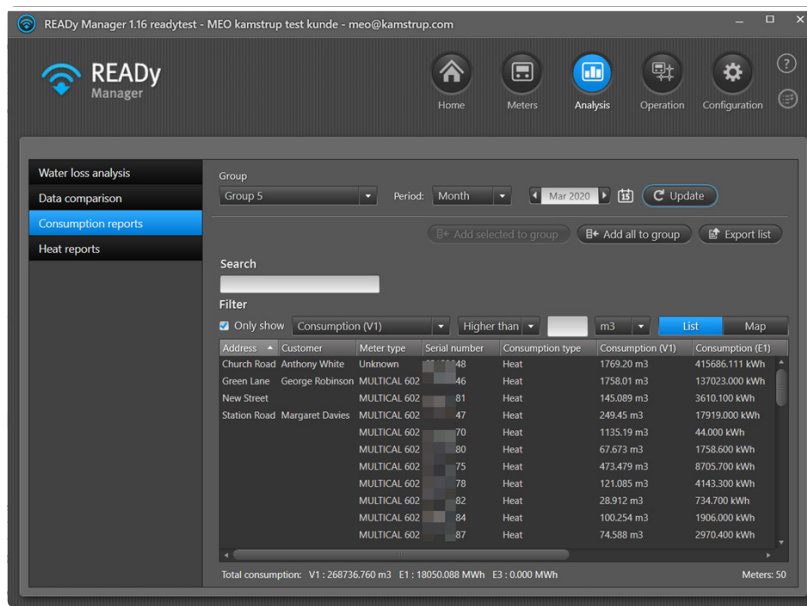 READy Manager 1.16 readytest - MEO kamstrup test kunde - meo@kamstrup.com
READy
Manager
Home Meters Analysis Operation Configuration
?
Water loss analysis
Data comparison
Consumption reports
Heat reports
Group
Group 5 Period: Month Mar 2020 15 Update
Add selected to group Add all to group Export list
Search
Filter
Only show Consumption (V1) Higher than m3 List Map
Address Customer Meter type Serial number Consumption type Consumption (V1) Consumption (E1)
Church Road Anthony White Unknown 48 Heat 1769.20 m3 415686.111 kWh
Green Lane George Robinson MULTICAL 602 46 Heat 1758.01 m3 137023.000 kWh
New Street MULTICAL 602 81 Heat 145.089 m3 3610.100 kWh
Station Road Margaret Davies MULTICAL 602 47 Heat 249.45 m3 17919.000 kWh
MULTICAL 602 70 Heat 1135.19 m3 44.000 kWh
MULTICAL 602 80 Heat 67.673 m3 1758.600 kWh
MULTICAL 602 75 Heat 473.479 m3 8705.700 kWh
MULTICAL 602 78 Heat 121.085 m3 4143.300 kWh
MULTICAL 602 82 Heat 28.912 m3 734.700 kWh
MULTICAL 602 84 Heat 100.254 m3 1906.000 kWh
MULTICAL 602 87 Heat 74.588 m3 2970.400 kWh
Total consumption: V1 : 268736.760 m3 E1 : 18050.088 MWh E3 : 0.000 MWh Meters: 50